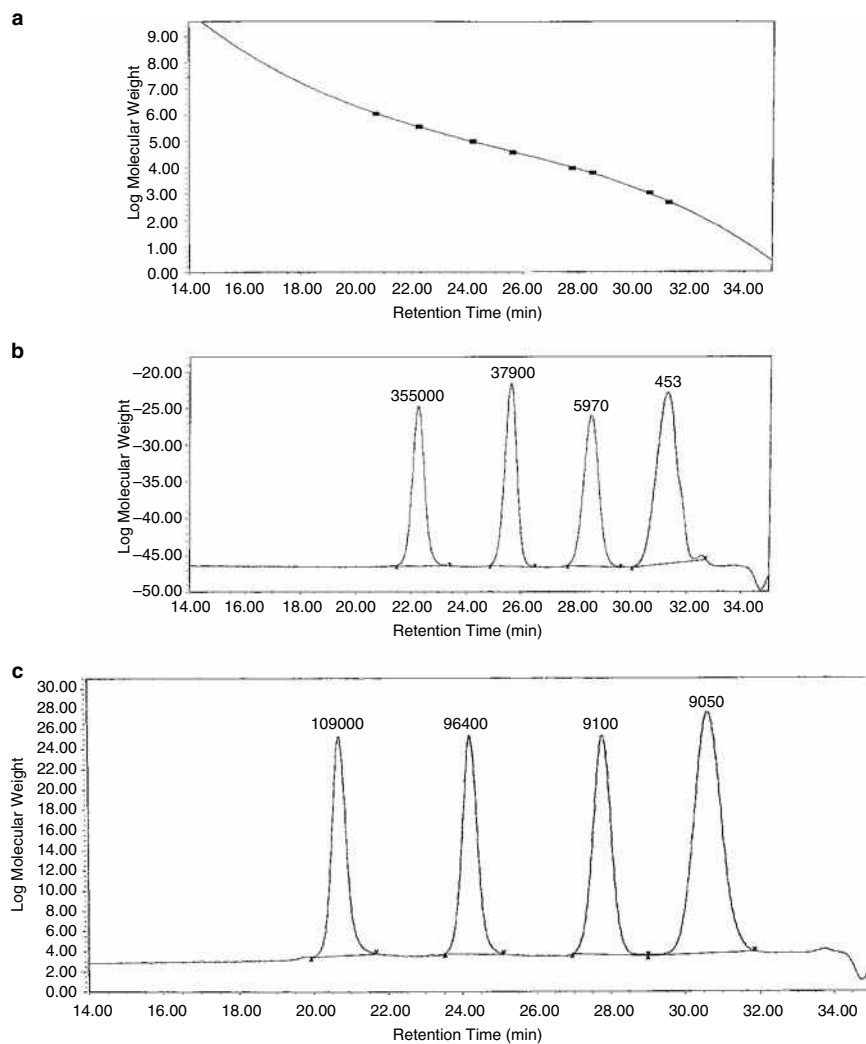 a
9.00
8.00
7.00
6.00
5.00
4.00
3.00
2.00
1.00
0.00
Log Molecular Weight
14.00 16.00 18.00 20.00 22.00 24.00 26.00 28.00 30.00 32.00 34.00
Retention Time (min)
b
355000 37900 5970 453
–20.00
–25.00
–30.00
–35.00
–40.00
–45.00
–50.00
Log Molecular Weight
14.00 16.00 18.00 20.00 22.00 24.00 26.00 28.00 30.00 32.00 34.00
Retention Time (min)
c
109000 96400 9100 9050
30.00
28.00
26.00
24.00
22.00
20.00
18.00
16.00
14.00
12.00
10.00
8.00
6.00
4.00
2.00
0.00
Log Molecular Weight
14.00 16.00 18.00 20.00 22.00 24.00 26.00 28.00 30.00 32.00 34.00
Retention Time (min)